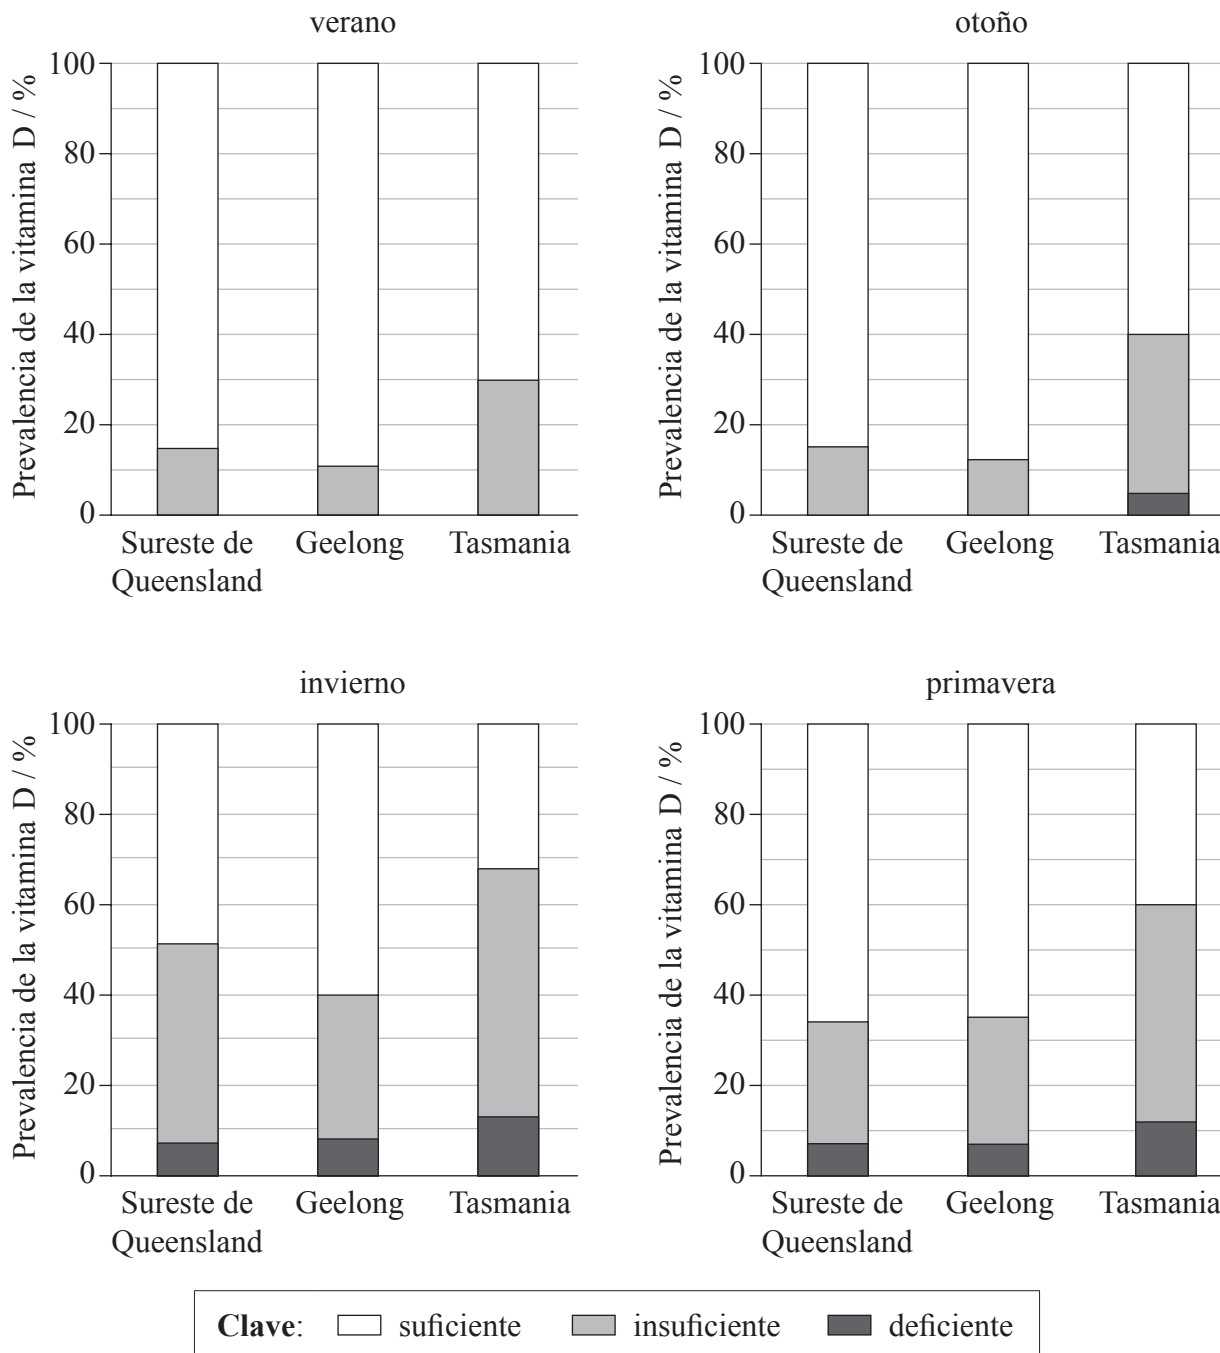 verano
Prevalencia de la vitamina D / %
100
80
60
40
20
0
Sureste de
Queensland
Geelong
Tasmania
otoño
Prevalencia de la vitamina D / %
100
80
60
40
20
0
Sureste de
Queensland
Geelong
Tasmania
invierno
Prevalencia de la vitamina D / %
100
80
60
40
20
0
Sureste de
Queensland
Geelong
Tasmania
primavera
Prevalencia de la vitamina D / %
100
80
60
40
20
0
Sureste de
Queensland
Geelong
Tasmania
Clave: suficiente insuficiente deficiente